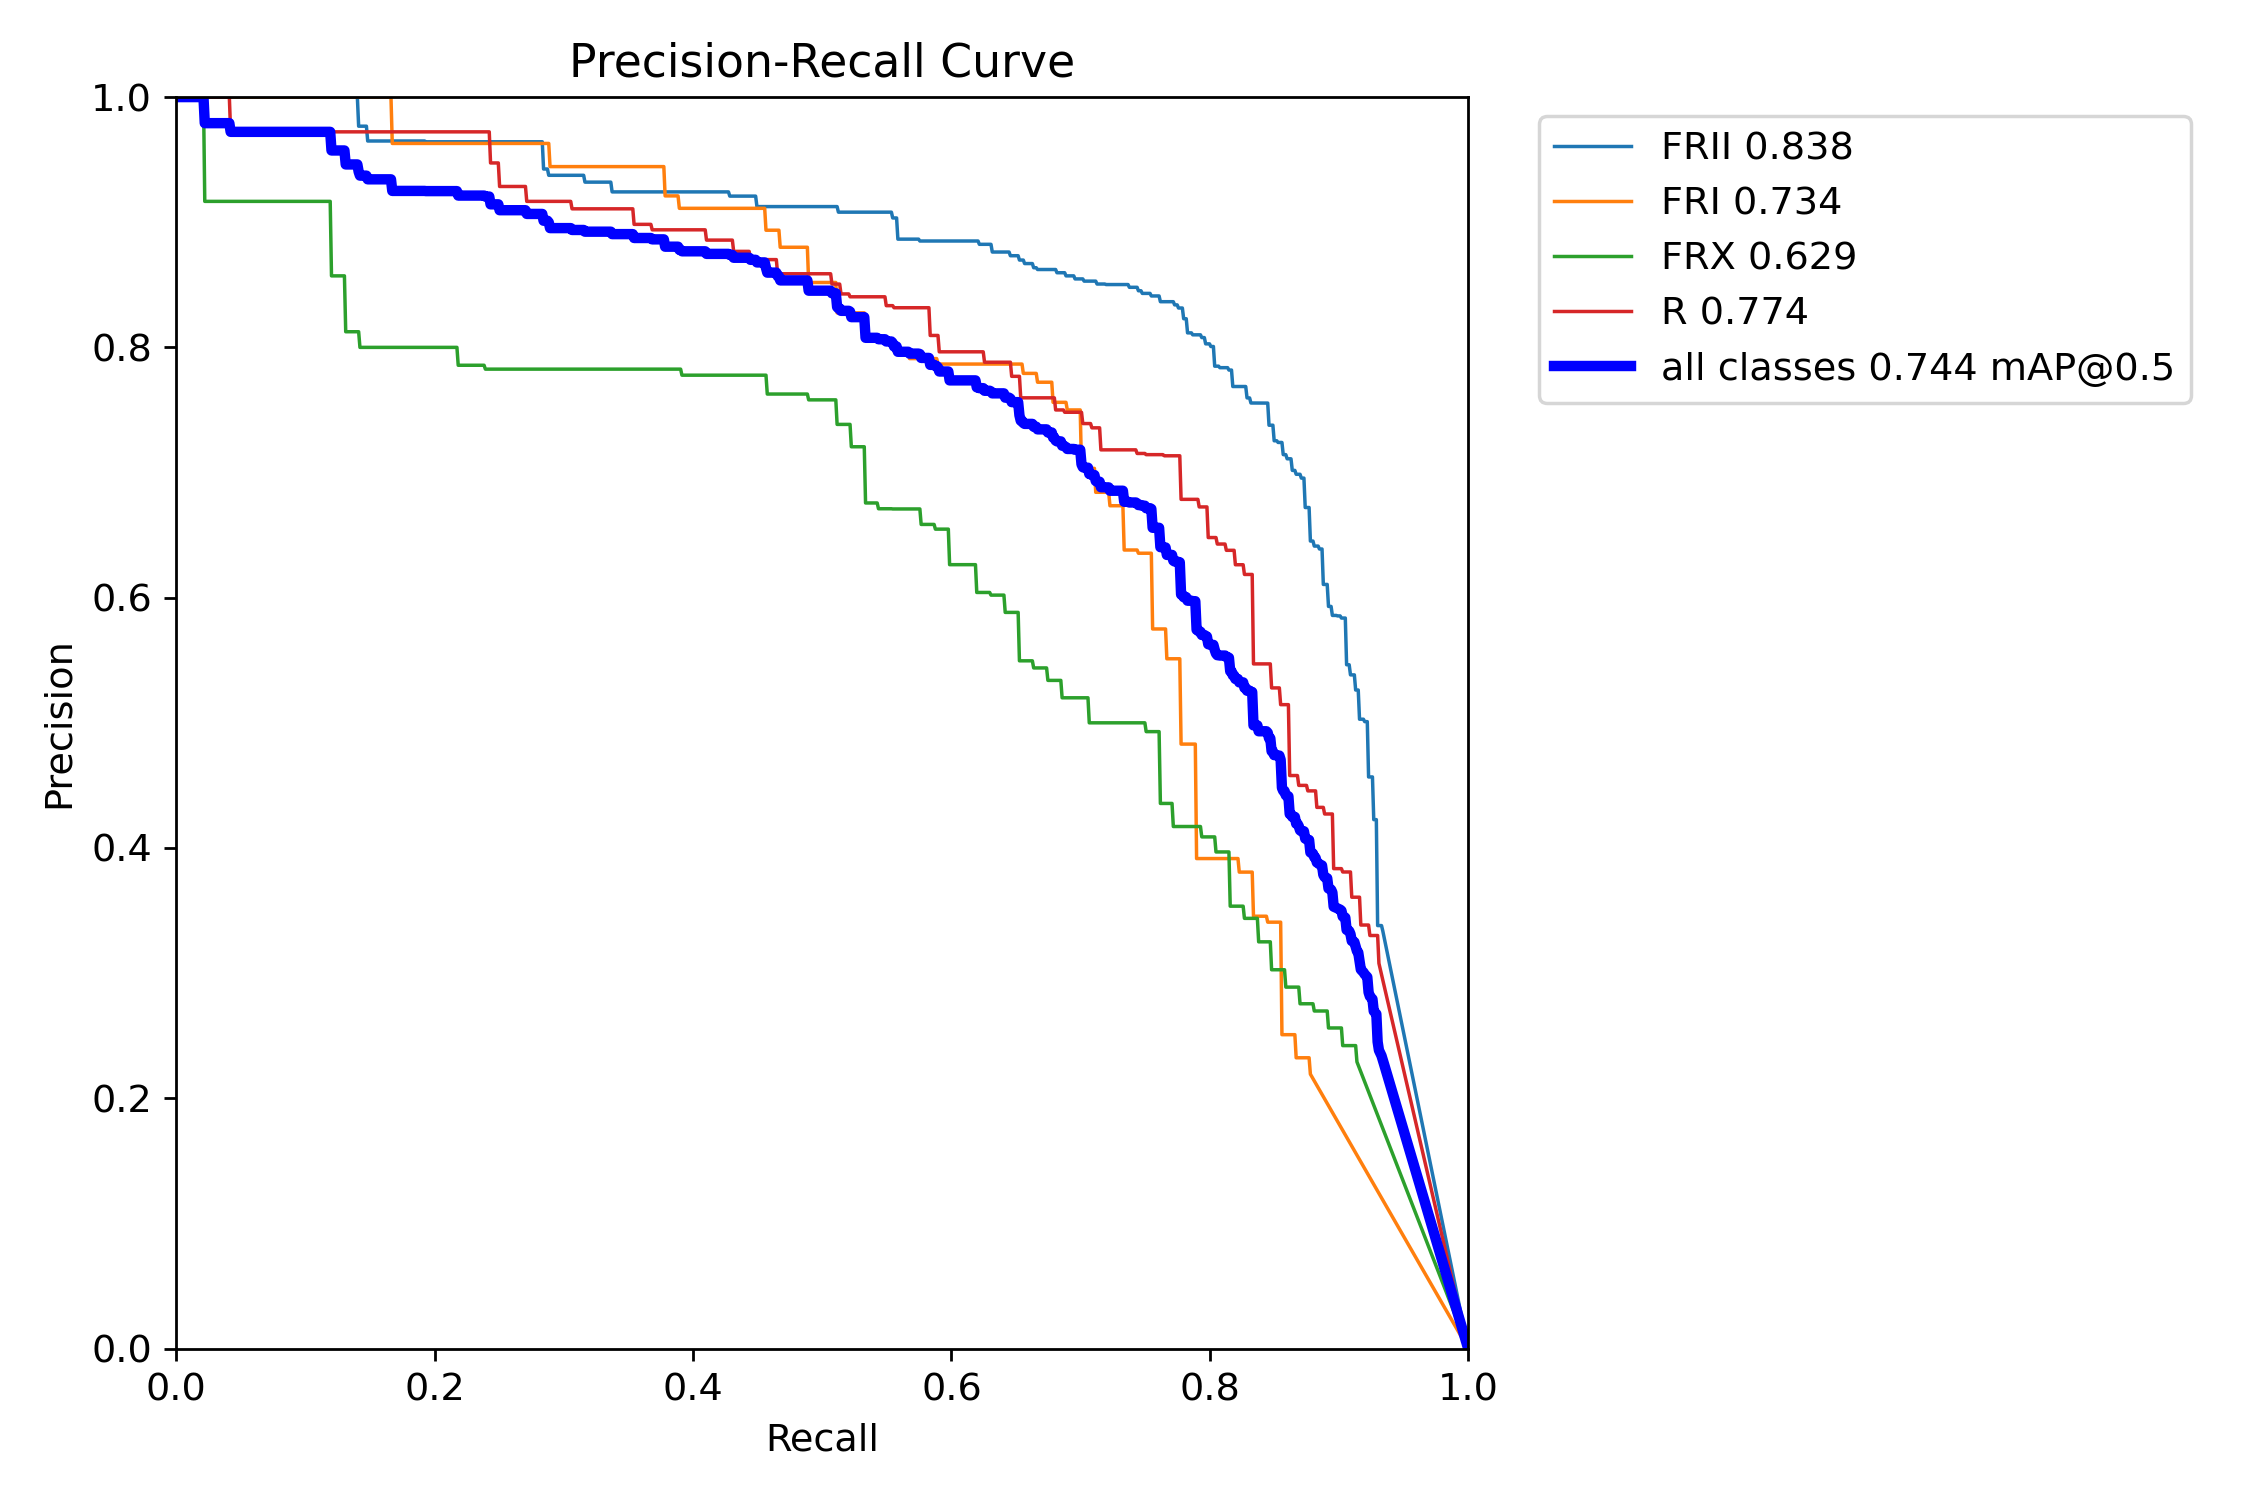 Precision-Recall Curve
1.0
0.8
0.6
0.4
0.2
0.0
Precision
0.0 0.2 0.4 0.6 0.8 1.0
Recall
FRII 0.838
FRI 0.734
FRX 0.629
R 0.774
all classes 0.744 mAP@0.5